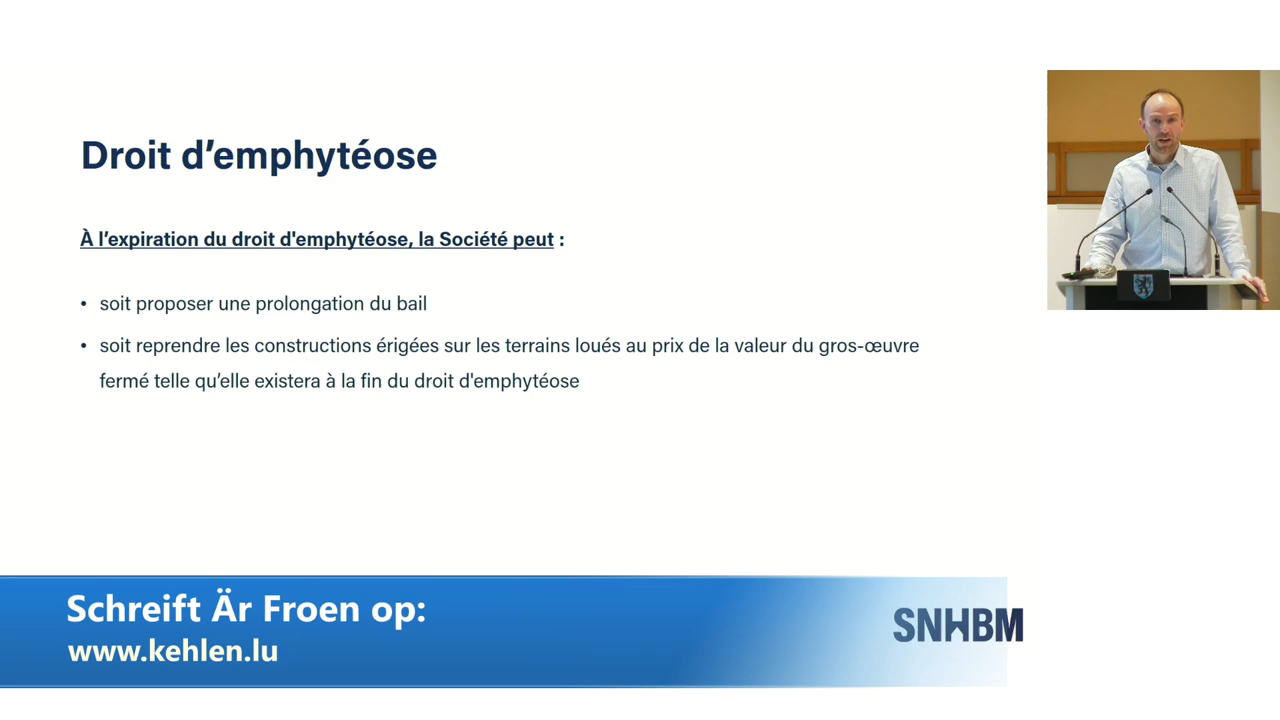 Droit d’emphytéose
À l’expiration du droit d'emphytéose, la Société peut :
• soit proposer une prolongation du bail
• soit reprendre les constructions érigées sur les terrains loués au prix de la valeur du gros-œuvre
fermé telle qu’elle existera à la fin du droit d'emphytéose
Schreift Är Froen op:
www.kehlen.lu
SNHBM